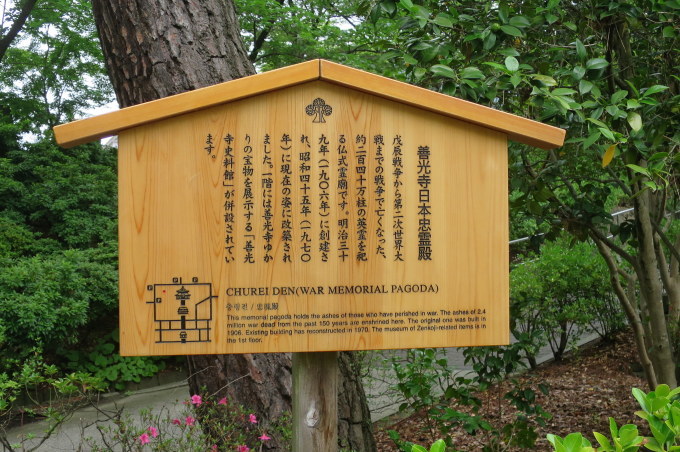 善光寺日本忠霊殿
戊辰戦争から第二次世界大
戦までの戦争で亡くなった、
約二百四十万柱の英霊を祀
る仏式霊廟です。明治三十
九年（一九〇六年）に創建さ
れ、昭和四十五年（一九七〇
年）に現在の姿に改築され
ました。一階には善光寺ゆか
りの宝物を展示する「善光
寺史料館」が併設されてい
ます。
CHUREI DEN(WAR MEMORIAL PAGODA)
충령전 / 忠靈殿
This memorial pagoda holds the ashes of those who have perished in war. The ashes of 2.4
million war dead from the past 150 years are enshrined here. The original one was built in
1906. Existing building has reconstructed in 1970. The museum of Zenkoji-related items is in
the 1st floor.